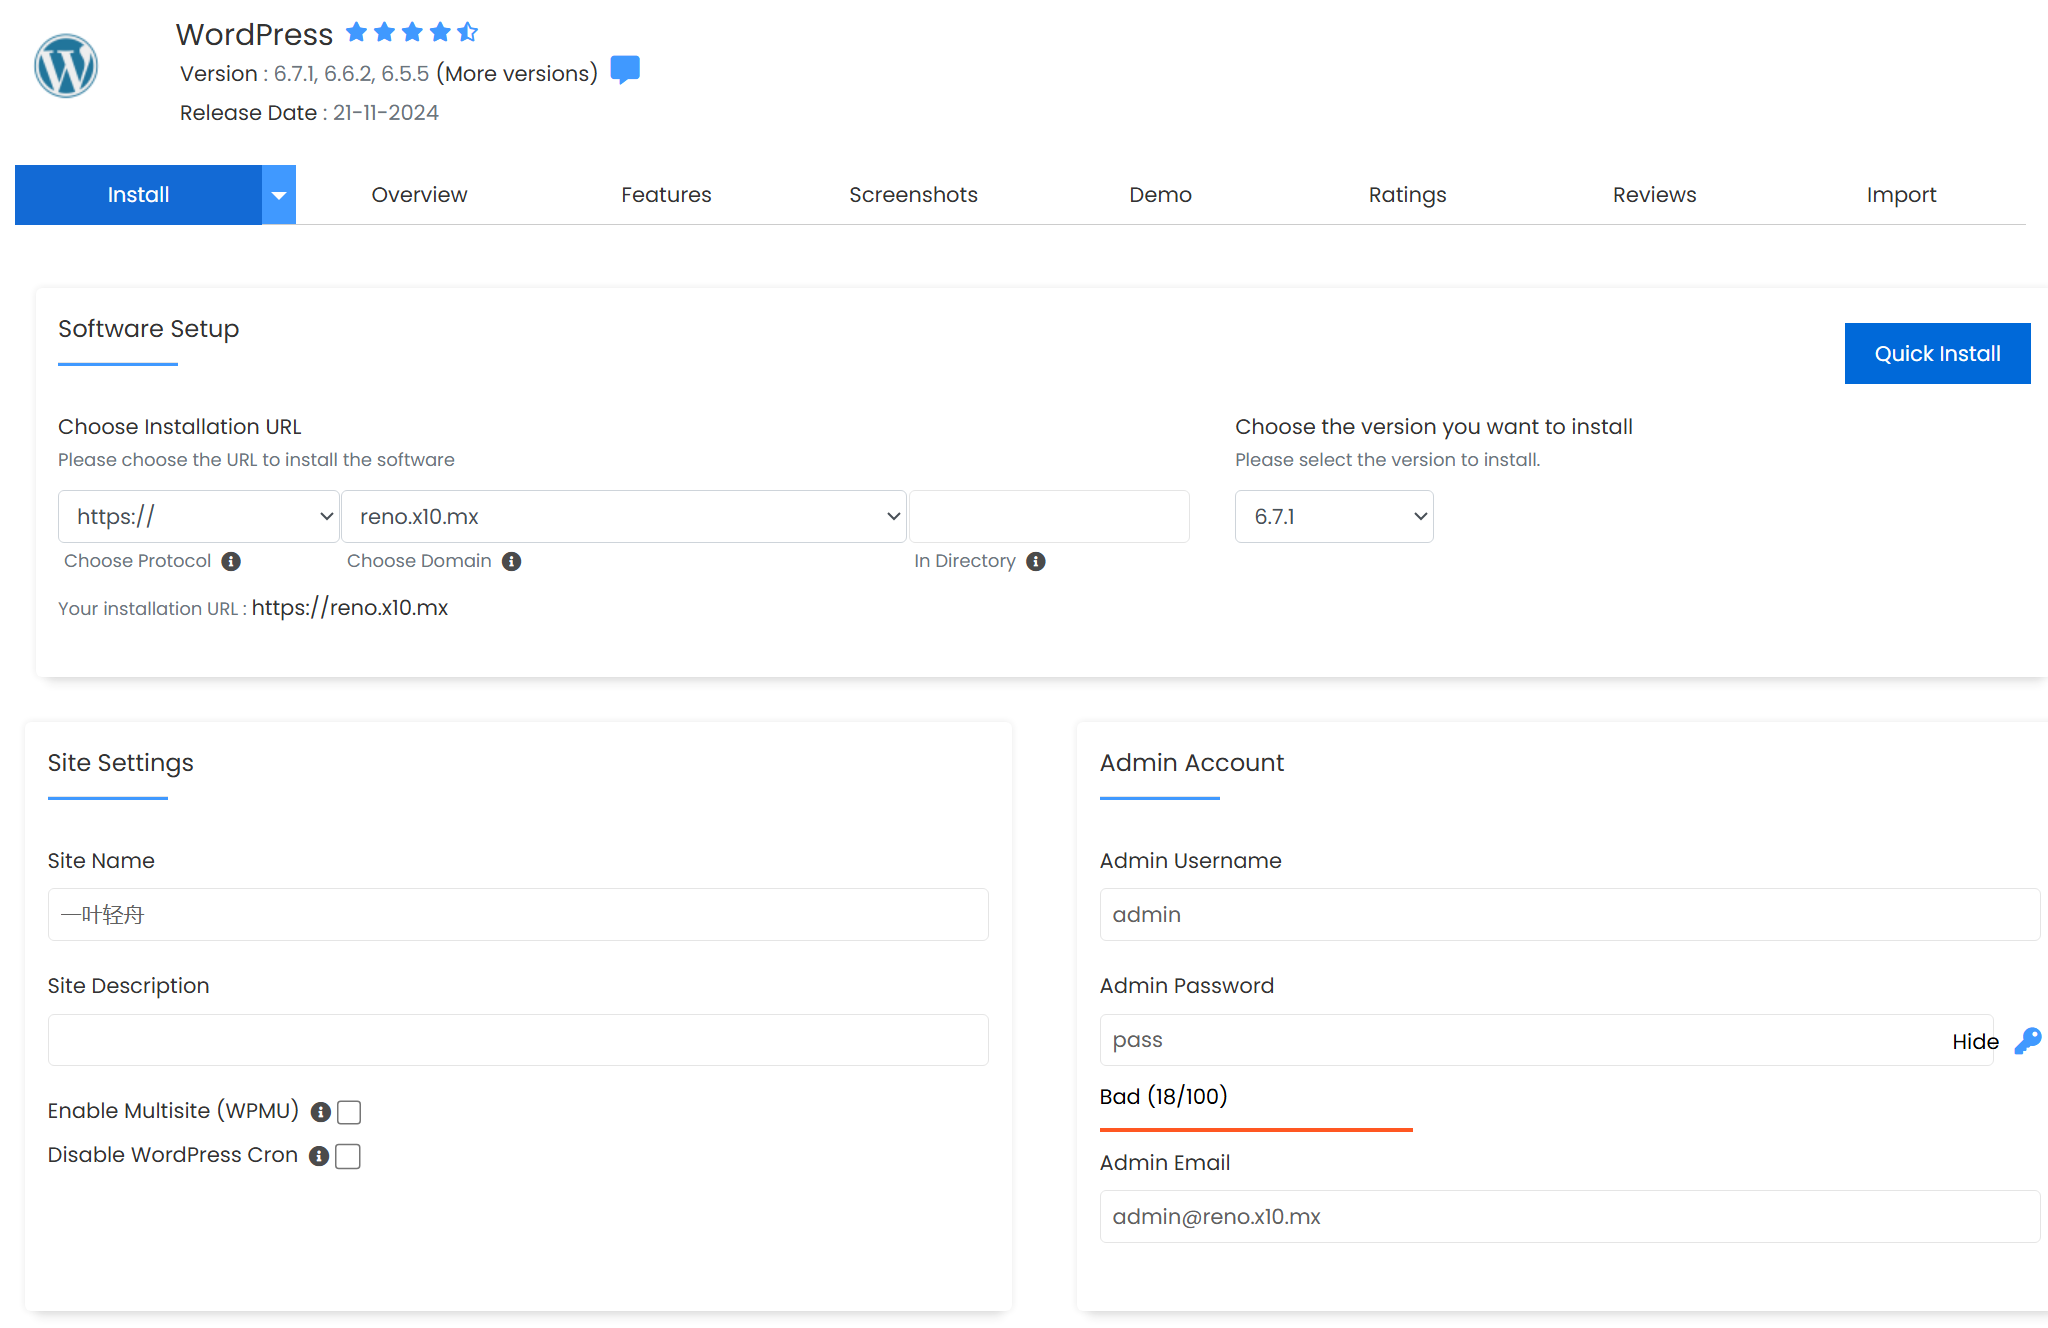 WordPress
Version : 6.7.1, 6.6.2, 6.5.5 (More versions)
Release Date : 21-11-2024
Install
Overview
Features
Screenshots
Demo
Ratings
Reviews
Import
Software Setup
Quick Install
Choose Installation URL
Please choose the URL to install the software
https://
reno.x10.mx
Choose Protocol
Choose Domain
In Directory
Your installation URL : https://reno.x10.mx
Choose the version you want to install
Please select the version to install.
6.7.1
Site Settings
Site Name
一叶轻舟
Site Description
Enable Multisite (WPMU)
Disable WordPress Cron
Admin Account
Admin Username
admin
Admin Password
pass
Hide
Bad (18/100)
Admin Email
admin@reno.x10.mx